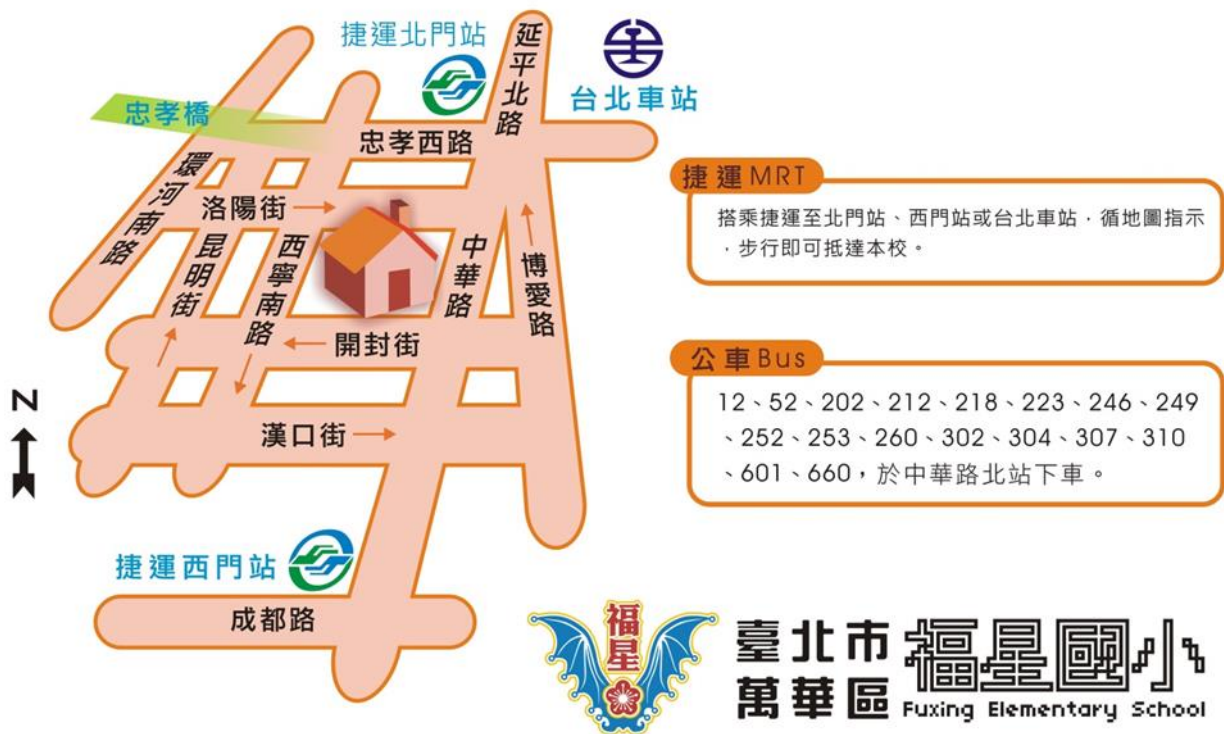 捷運北門站
延平北路
台北車站
忠孝橋
忠孝西路
環河南路
洛陽街
昆明街
西寧南路
中華路
博愛路
開封街
漢口街
N
捷運西門站
成都路
捷運MRT
搭乘捷運至北門站、西門站或台北車站，循地圖指示
，步行即可抵達本校。
公車Bus
12、52、202、212、218、223、246、249
、252、253、260、302、304、307、310
、601、660，於中華路北站下車。
福星
臺北市
萬華區
福星國小
Fuxing Elementary School